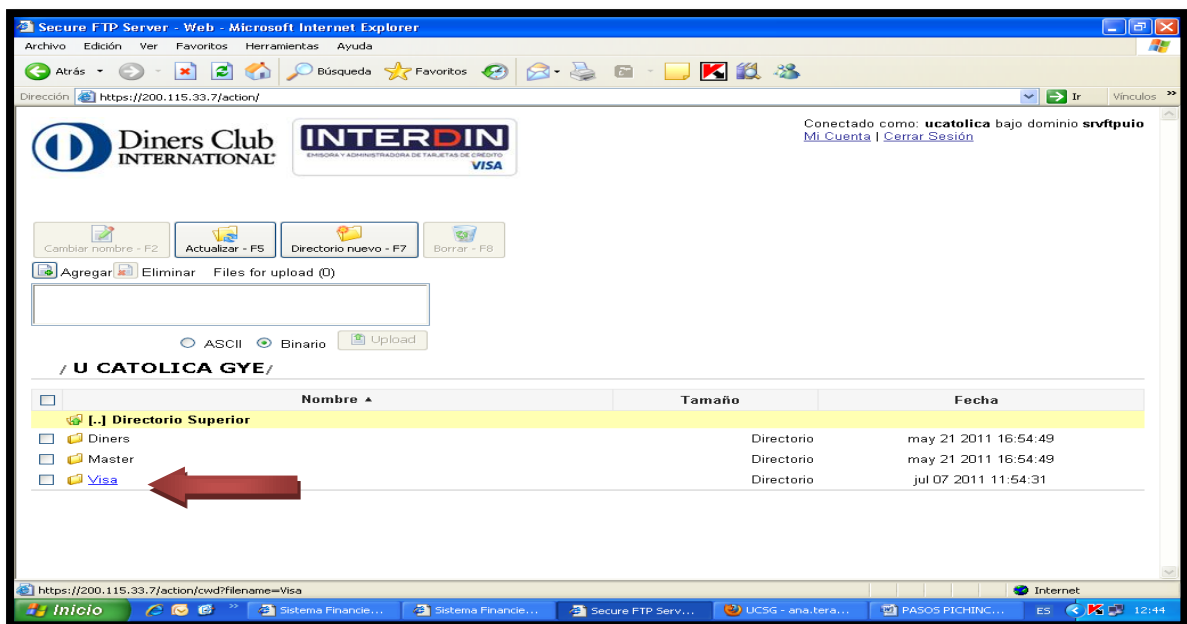 Secure FTP Server - Web - Microsoft Internet Explorer
Archivo Edición Ver Favoritos Herramientas Ayuda
Atrás Búsqueda Favoritos
Dirección https://200.115.33.7/action/ Ir Vínculos »
Diners Club
INTERNATIONAL®
INTERDIN
EMISORA Y ADMINISTRADORA DE TARJETAS DE CRÉDITO
VISA
Conectado como: ucatolica bajo dominio srvftpuio
Mi Cuenta | Cerrar Sesión
Cambiar nombre - F2 Actualizar - F5 Directorio nuevo - F7 Borrar - F8
Agregar Eliminar Files for upload (0)
ASCII Binario Upload
/ U CATOLICA GYE/
Nombre Tamaño Fecha
[..] Directorio Superior
Diners Directorio may 21 2011 16:54:49
Master Directorio may 21 2011 16:54:49
Visa Directorio jul 07 2011 11:54:31
https://200.115.33.7/action/cwd?filename=Visa Internet
Inicio » Sistema Financie... Sistema Financie... Secure FTP Serv... UCSG - ana.tera... PASOS PICHINC... ES 12:44